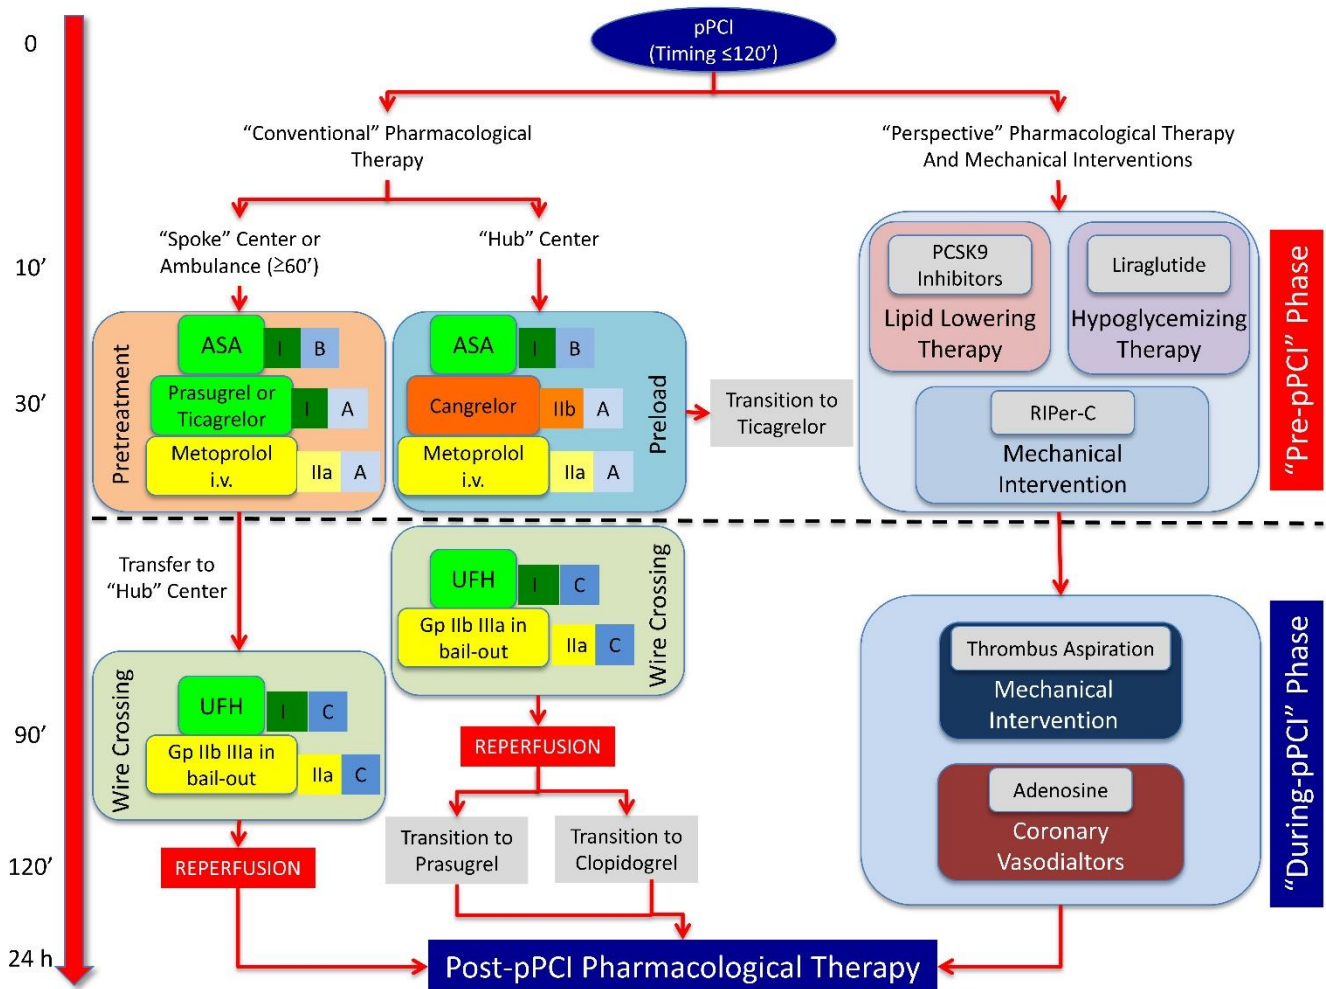 0
10’
30’
90’
120’
24 h
pPCI
(Timing ≤120’)
“Conventional” Pharmacological
Therapy
“Perspective” Pharmacological Therapy
And Mechanical Interventions
“Spoke” Center or
Ambulance (≥60’)
“Hub” Center
Pretreatment
ASA
I
B
Prasugrel or
Ticagrelor
I
A
Metoprolol
i.v.
IIa
A
ASA
I
B
Cangrelor
IIb
A
Metoprolol
i.v.
IIa
A
Preload
Transition to
Ticagrelor
PCSK9
Inhibitors
Lipid Lowering
Therapy
Liraglutide
Hypoglycemizing
Therapy
RIPer-C
Mechanical
Intervention
“Pre-pPCI” Phase
Transfer to
“Hub” Center
UFH
I
C
Gp IIb IIIa in
bail-out
IIa
C
Wire Crossing
Wire Crossing
UFH
I
C
Gp IIb IIIa in
bail-out
IIa
C
REPERFUSION
REPERFUSION
Transition to
Prasugrel
Transition to
Clopidogrel
Thrombus Aspiration
Mechanical
Intervention
Adenosine
Coronary
Vasodialtors
“During-pPCI” Phase
Post-pPCI Pharmacological Therapy